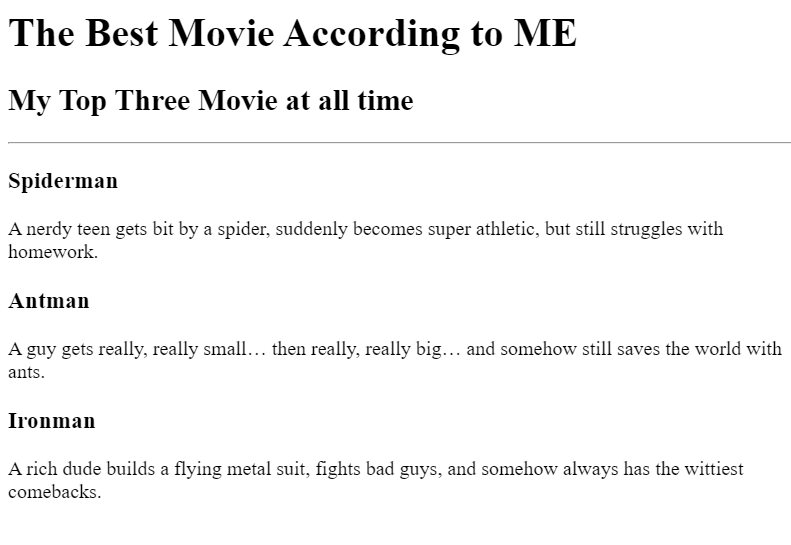 The Best Movie According to ME
My Top Three Movie at all time
Spiderman
A nerdy teen gets bit by a spider, suddenly becomes super athletic, but still struggles with
homework.
Antman
A guy gets really, really small… then really, really big… and somehow still saves the world with
ants.
Ironman
A rich dude builds a flying metal suit, fights bad guys, and somehow always has the wittiest
comebacks.